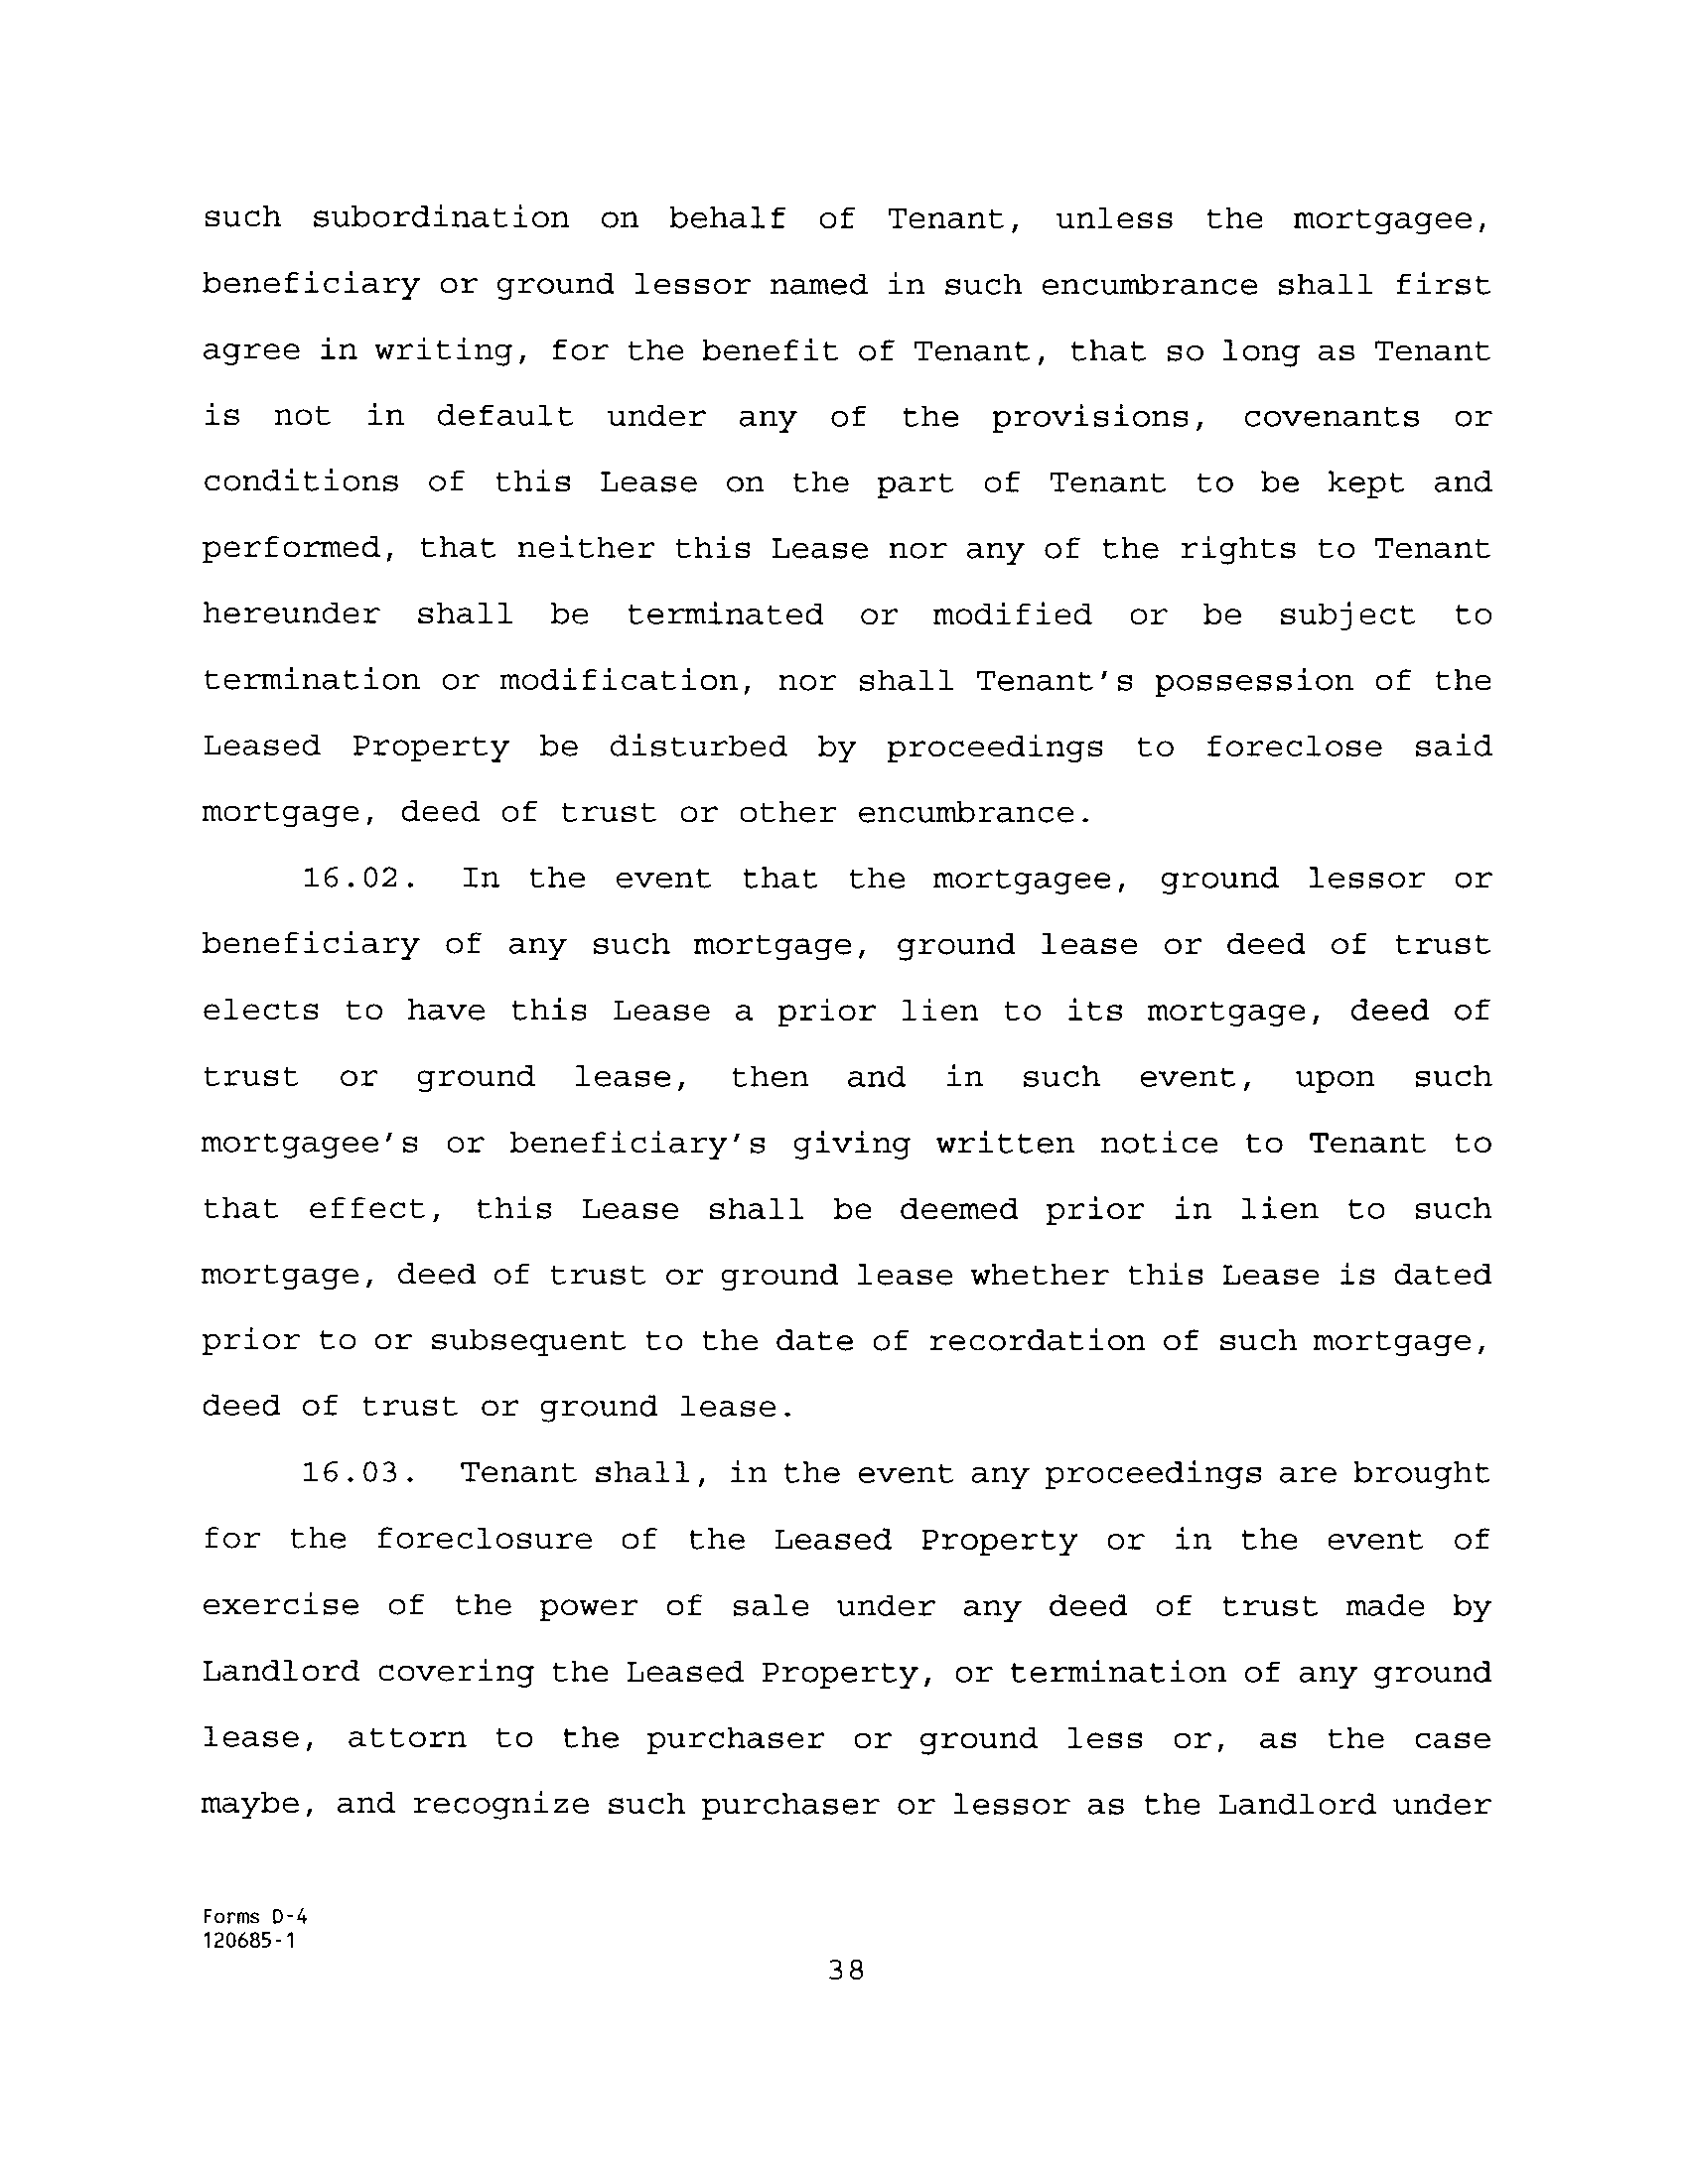 such subordination on behalf of Tenant, unless the mortgagee,
beneficiary or ground lessor named in such encumbrance shall first
agree in writing, for the benefit of Tenant, that so long as Tenant
is not in default under any of the provisions, covenants or
conditions of this Lease on the part of Tenant to be kept and
performed, that neither this Lease nor any of the rights to Tenant
hereunder shall be terminated or modified or be subject to
termination or modification, nor shall Tenant's possession of the
Leased Property be disturbed by proceedings to foreclose said
mortgage, deed of trust or other encumbrance.
16.02. In the event that the mortgagee, ground lessor or
beneficiary of any such mortgage, ground lease or deed of trust
elects to have this Lease a prior lien to its mortgage, deed of
trust or ground lease, then and in such event, upon such
mortgagee's or beneficiary's giving written notice to Tenant to
that effect, this Lease shall be deemed prior in lien to such
mortgage, deed of trust or ground lease whether this Lease is dated
prior to or subsequent to the date of recordation of such mortgage,
deed of trust or ground lease.
16.03. Tenant shall, in the event any proceedings are brought
for the foreclosure of the Leased Property or in the event of
exercise of the power of sale under any deed of trust made by
Landlord covering the Leased Property, or termination of any ground
lease, attorn to the purchaser or ground less or, as the case
maybe, and recognize such purchaser or lessor as the Landlord under
Forms D-4
120685-1
38